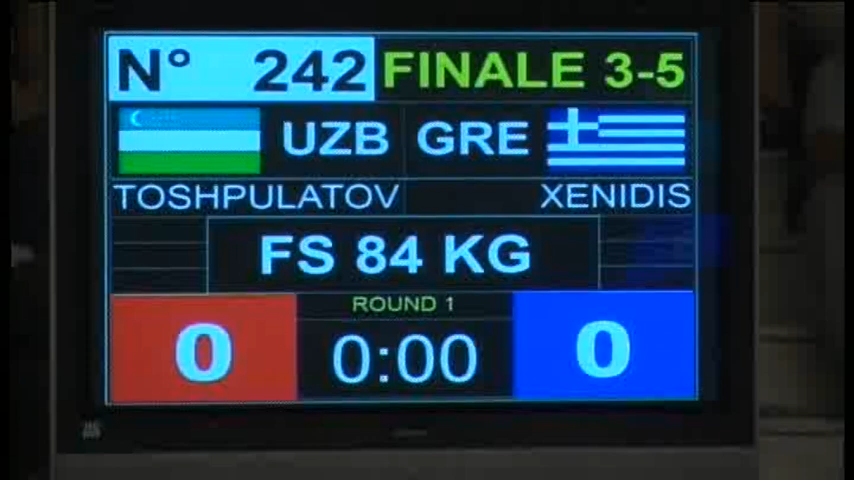 N° 242 FINALE 3-5
UZB GRE
TOSHPULATOV XENIDIS
FS 84 KG
ROUND 1
0 0:00 0